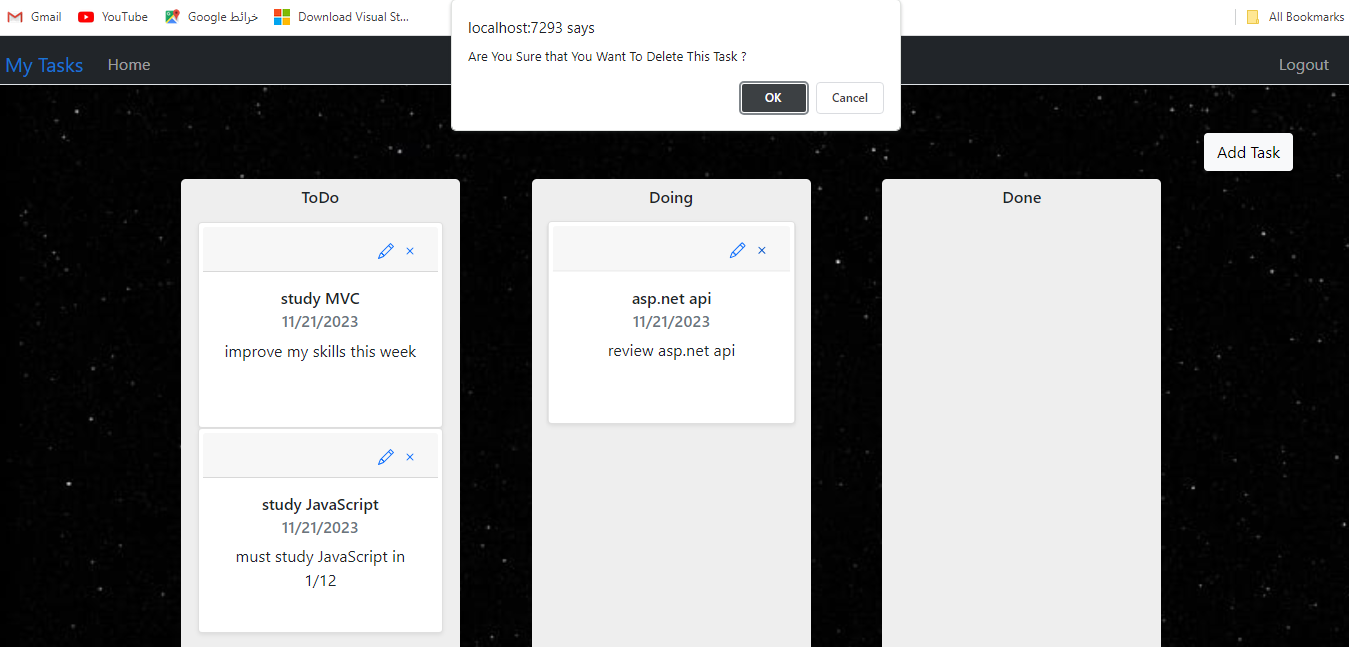 Gmail
YouTube
Google خرائط
Download Visual St...
All Bookmarks
localhost:7293 says
Are You Sure that You Want To Delete This Task ?
OK
Cancel
My Tasks
Home
Logout
Add Task
ToDo
study MVC
11/21/2023
improve my skills this week
study JavaScript
11/21/2023
must study JavaScript in
1/12
Doing
asp.net api
11/21/2023
review asp.net api
Done